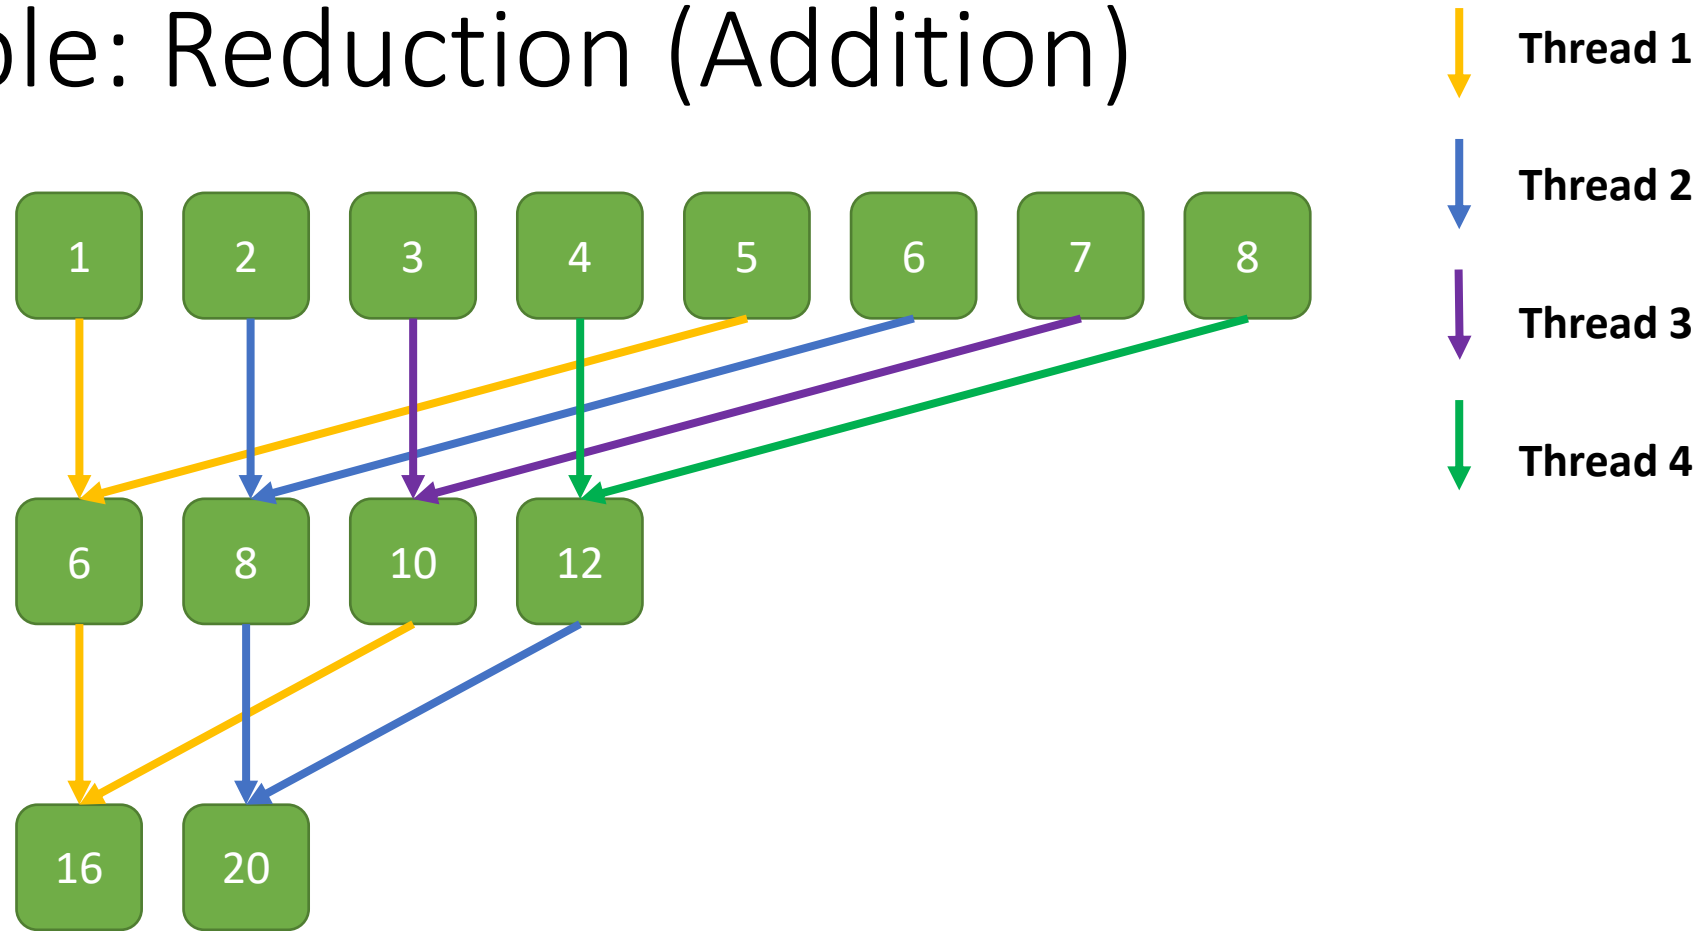 ple: Reduction (Addition)
Thread 1
Thread 2
1 2 3 4 5 6 7 8
Thread 3
Thread 4
6 8 10 12
16 20